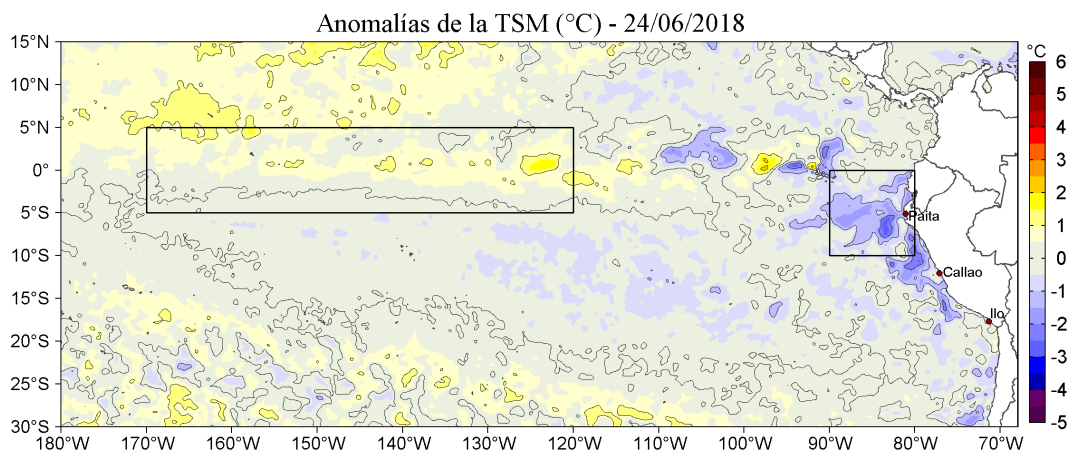 Anomalías de la TSM (°C) - 24/06/2018
15°N
10°N
5°N
0°
5°S
10°S
15°S
20°S
25°S
30°S
180°W
170°W
160°W
150°W
140°W
130°W
120°W
110°W
100°W
90°W
80°W
70°W
Paita
Callao
Ilo
°C
6
5
4
3
2
1
0
-1
-2
-3
-4
-5